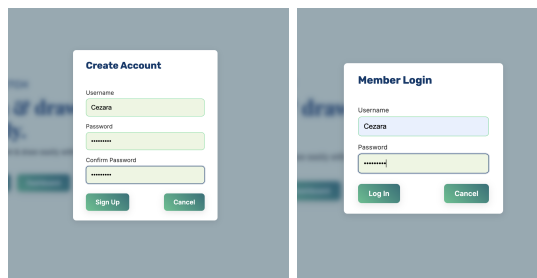 Create Account
Username
Cezara
Password
•••••••••
Confirm Password
•••••••••
Sign Up
Cancel
Member Login
Username
Cezara
Password
•••••••••
Log In
Cancel